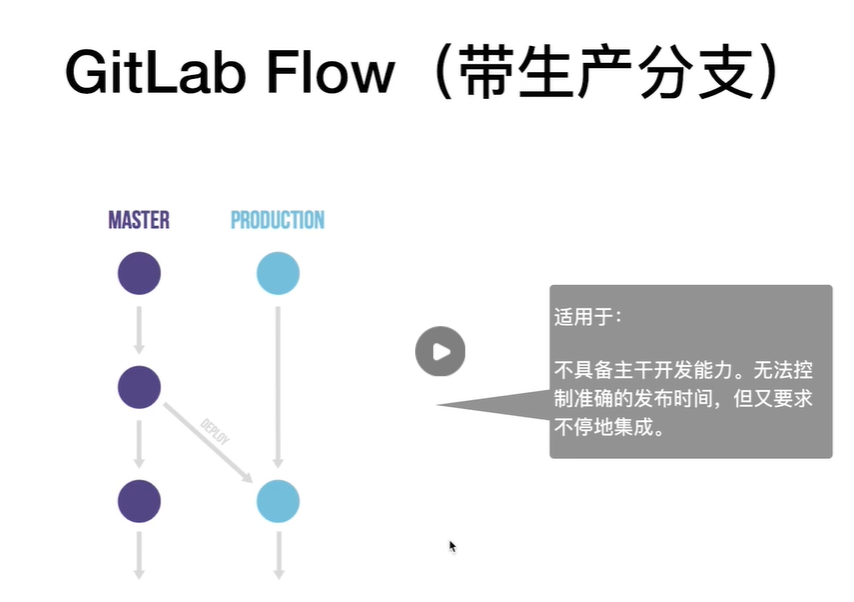 GitLab Flow（带生产分支）
MASTER
PRODUCTION
DEPLOY
适用于：
不具备主干开发能力。无法控
制准确的发布时间，但又要求
不停地集成。